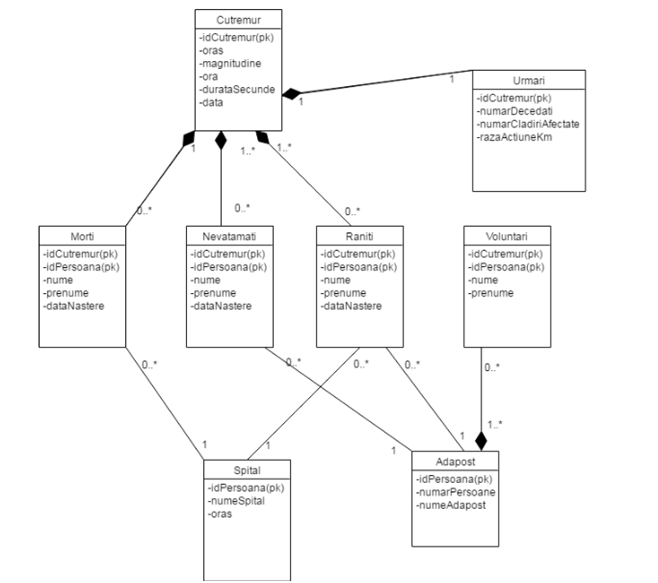 Cutremur
-idCutremur(pk)
-oras
-magnitudine
-ora
-durataSecunde
-data
1
1
Urmari
-idCutremur(pk)
-numarDecedati
-numarCladiriAfectate
-razaActiuneKm
1
1..*
1..*
0..*
0..*
0..*
Morti
-idCutremur(pk)
-idPersoana(pk)
-nume
-prenume
-dataNastere
Nevatamati
-idCutremur(pk)
-idPersoana(pk)
-nume
-prenume
-dataNastere
Raniti
-idCutremur(pk)
-idPersoana(pk)
-nume
-prenume
-dataNastere
Voluntari
-idCutremur(pk)
-idPersoana(pk)
-nume
-prenume
0..*
0..*
0..*
0..*
0..*
1
1
1
1
1..*
Spital
-idPersoana(pk)
-numeSpital
-oras
Adapost
-idPersoana(pk)
-numarPersoane
-numeAdapost